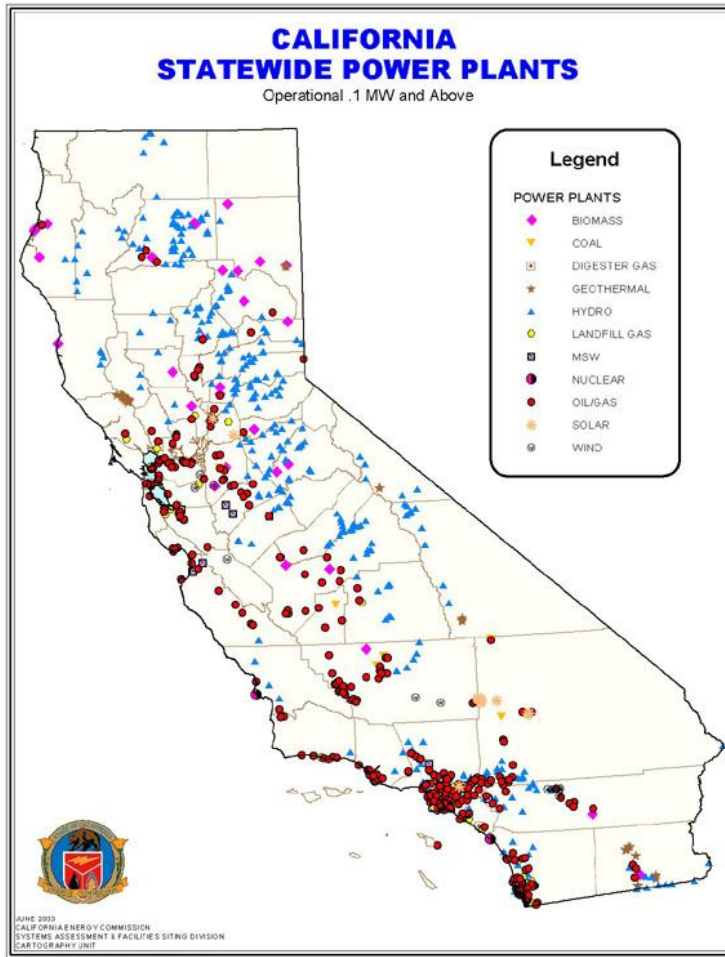 CALIFORNIA
STATEWIDE POWER PLANTS
Operational .1 MW and Above
Legend
POWER PLANTS
BIOMASS
COAL
DIGESTER GAS
GEOTHERMAL
HYDRO
LANDFILL GAS
MSW
NUCLEAR
OIL/GAS
SOLAR
WIND
JUNE 2003
CALIFORNIA ENERGY COMMISSION
SYSTEMS ASSESSMENT & FACILITIES SITING DIVISION
CARTOGRAPHY UNIT